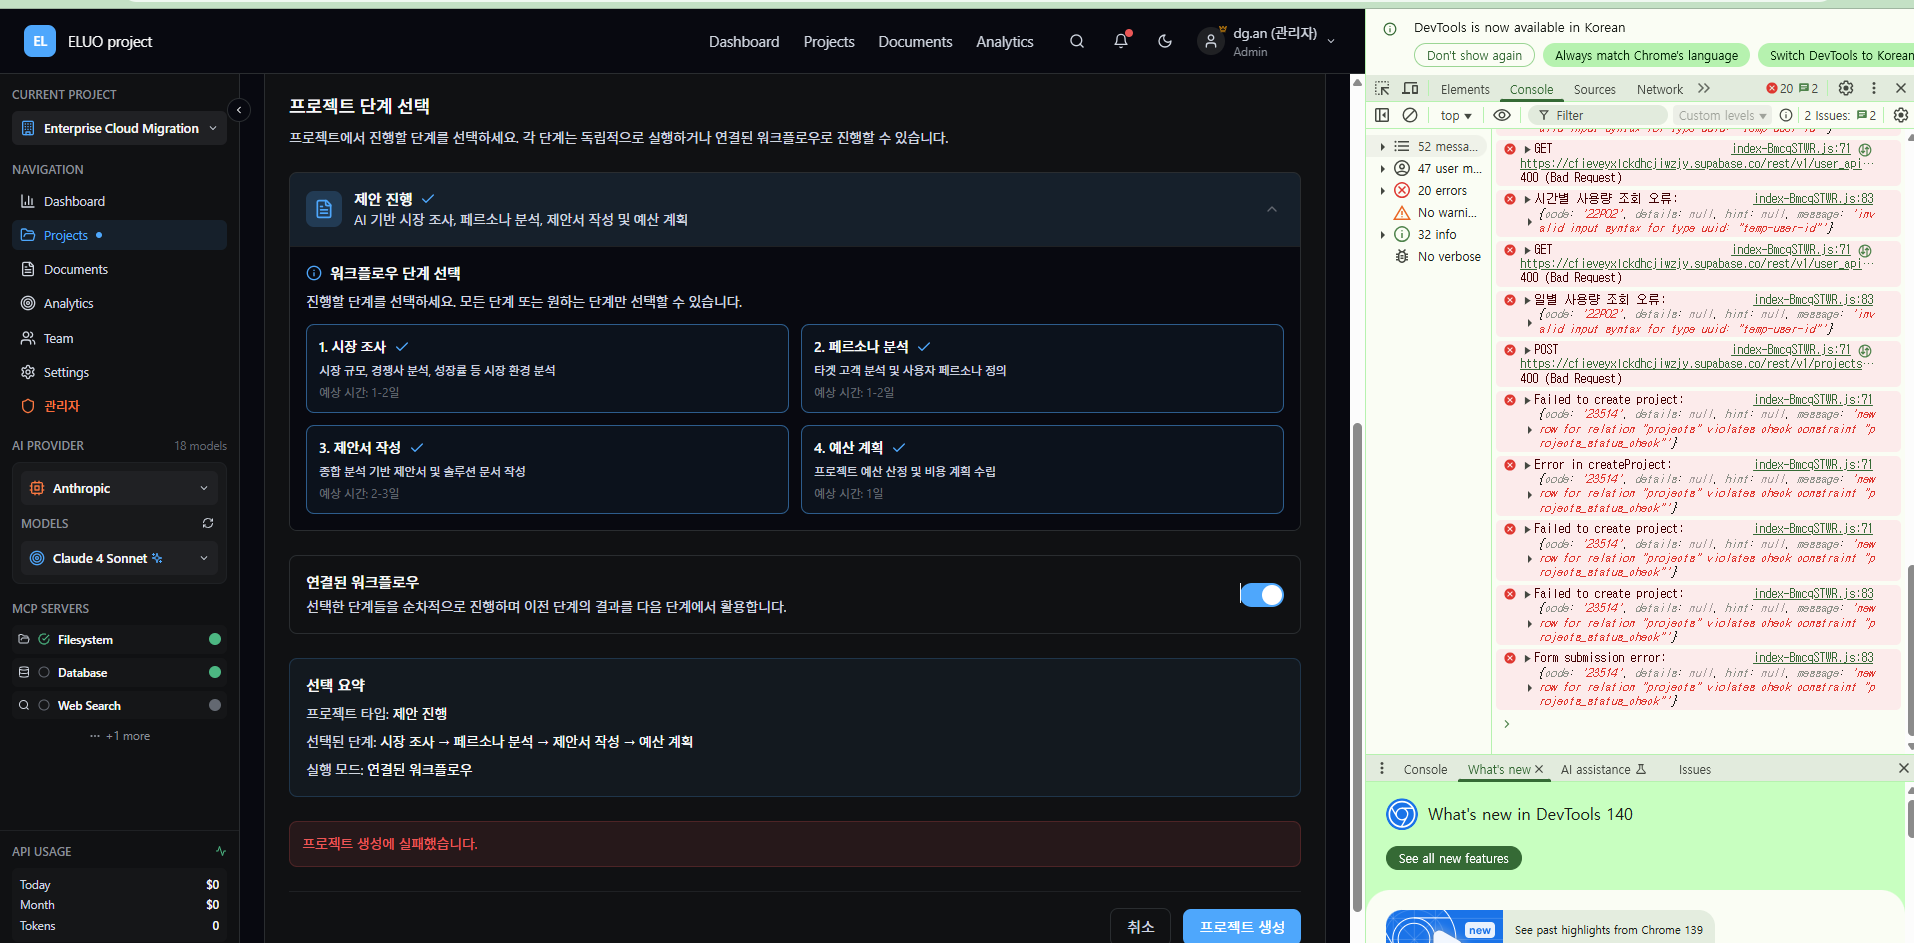 EL
ELUO project
Dashboard
Projects
Documents
Analytics
dg.an (관리자)
Admin
CURRENT PROJECT
Enterprise Cloud Migration
NAVIGATION
Dashboard
Projects
Documents
Analytics
Team
Settings
관리자
AI PROVIDER
18 models
Anthropic
MODELS
Claude 4 Sonnet
MCP SERVERS
Filesystem
Database
Web Search
··· +1 more
API USAGE
Today $0
Month $0
Tokens 0
프로젝트 단계 선택
프로젝트에서 진행할 단계를 선택하세요. 각 단계는 독립적으로 실행하거나 연결된 워크플로우로 진행할 수 있습니다.
제안 진행
AI 기반 시장 조사, 페르소나 분석, 제안서 작성 및 예산 계획
워크플로우 단계 선택
진행할 단계를 선택하세요. 모든 단계 또는 원하는 단계만 선택할 수 있습니다.
1. 시장 조사
시장 규모, 경쟁사 분석, 성장률 등 시장 환경 분석
예상 시간: 1-2일
2. 페르소나 분석
타겟 고객 분석 및 사용자 페르소나 정의
예상 시간: 1-2일
3. 제안서 작성
종합 분석 기반 제안서 및 솔루션 문서 작성
예상 시간: 2-3일
4. 예산 계획
프로젝트 예산 산정 및 비용 계획 수립
예상 시간: 1일
연결된 워크플로우
선택한 단계들을 순차적으로 진행하며 이전 단계의 결과를 다음 단계에서 활용합니다.
선택 요약
프로젝트 타입: 제안 진행
선택된 단계: 시장 조사 → 페르소나 분석 → 제안서 작성 → 예산 계획
실행 모드: 연결된 워크플로우
프로젝트 생성에 실패했습니다.
취소
프로젝트 생성
DevTools is now available in Korean
Don't show again
Always match Chrome's language
Switch DevTools to Korean
Elements
Console
Sources
Network
20
2
top
Filter
Custom levels
2 Issues:
2
52 messa...
47 user m...
20 errors
No warni...
32 info
No verbose
GET index-BmcqSTWR.js:71
https://cfieveyxlckdhcjiwzjy.supabase.co/rest/v1/user_api…
400 (Bad Request)
시간별 사용량 조회 오류: index-BmcqSTWR.js:83
{code: '22P02', details: null, hint: null, message: 'inv
alid input syntax for type uuid: "temp-user-id"'}
GET index-BmcqSTWR.js:71
https://cfieveyxlckdhcjiwzjy.supabase.co/rest/v1/user_api…
400 (Bad Request)
일별 사용량 조회 오류: index-BmcqSTWR.js:83
{code: '22P02', details: null, hint: null, message: 'inv
alid input syntax for type uuid: "temp-user-id"'}
POST index-BmcqSTWR.js:71
https://cfieveyxlckdhcjiwzjy.supabase.co/rest/v1/projects…
400 (Bad Request)
Failed to create project: index-BmcqSTWR.js:71
{code: '23514', details: null, hint: null, message: 'new
row for relation "projects" violates check constraint "p
rojects_status_check"'}
Error in createProject: index-BmcqSTWR.js:71
{code: '23514', details: null, hint: null, message: 'new
row for relation "projects" violates check constraint "p
rojects_status_check"'}
Failed to create project: index-BmcqSTWR.js:71
{code: '23514', details: null, hint: null, message: 'new
row for relation "projects" violates check constraint "p
rojects_status_check"'}
Failed to create project: index-BmcqSTWR.js:83
{code: '23514', details: null, hint: null, message: 'new
row for relation "projects" violates check constraint "p
rojects_status_check"'}
Form submission error: index-BmcqSTWR.js:83
{code: '23514', details: null, hint: null, message: 'new
row for relation "projects" violates check constraint "p
rojects_status_check"'}
Console
What's new
AI assistance
Issues
What's new in DevTools 140
See all new features
new
See past highlights from Chrome 139